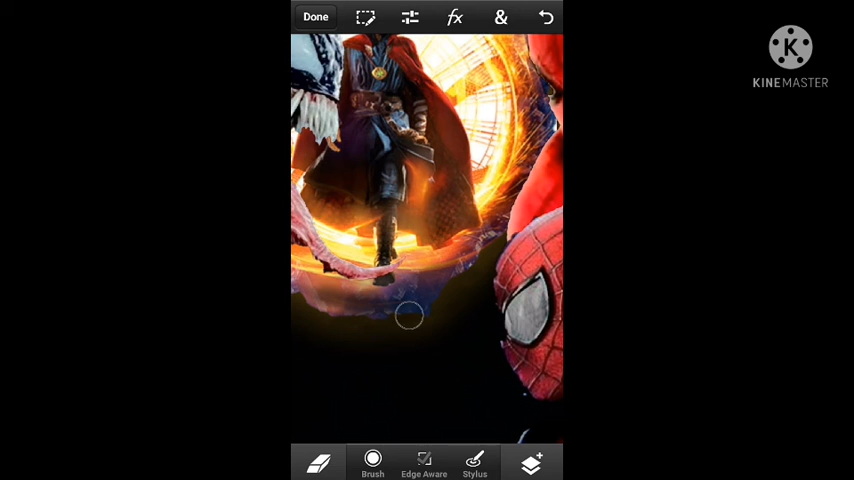 Done
fx
&
K
KINEMASTER
Brush
Edge Aware
Stylus